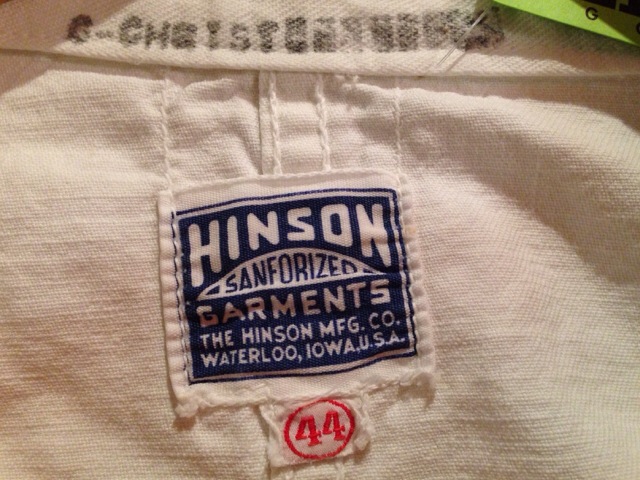 HINSON
SANFORIZED
GARMENTS
THE HINSON MFG. CO.
WATERLOO, IOWA, U.S.A.
44